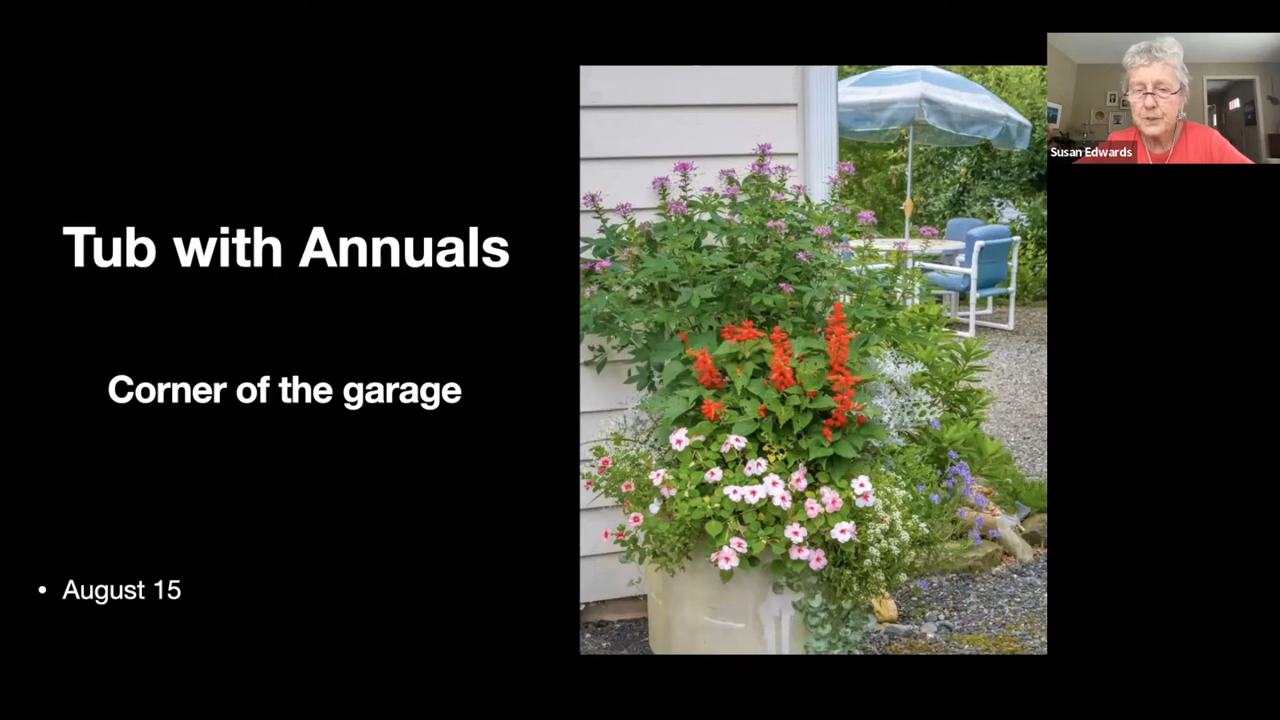 Tub with Annuals
Corner of the garage
• August 15
Susan Edwards